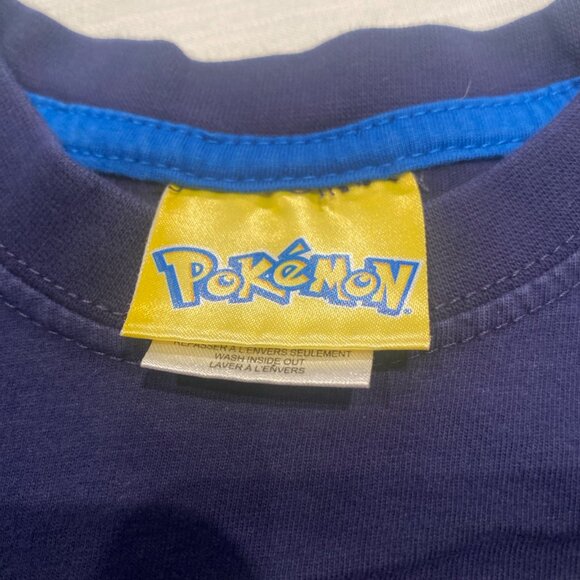 POKéMON
REPASSER À L'ENVERS SEULEMENT
WASH INSIDE OUT
LAVER À L'ENVERS